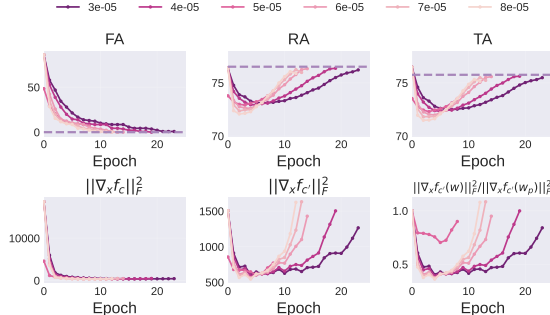 3e-05 4e-05 5e-05 6e-05 7e-05 8e-05
FA RA TA
50
0
75
70
75
70
0 10 20 0 10 20 0 10 20
Epoch Epoch Epoch
||∇ₓf_c||²_F ||∇ₓf_c'||²_F ||∇ₓf_c'(w)||²_F/||∇ₓf_c'(w_p)||²_F
10000
0
1500
1000
500
1.0
0.5
0 10 20 0 10 20 0 10 20
Epoch Epoch Epoch